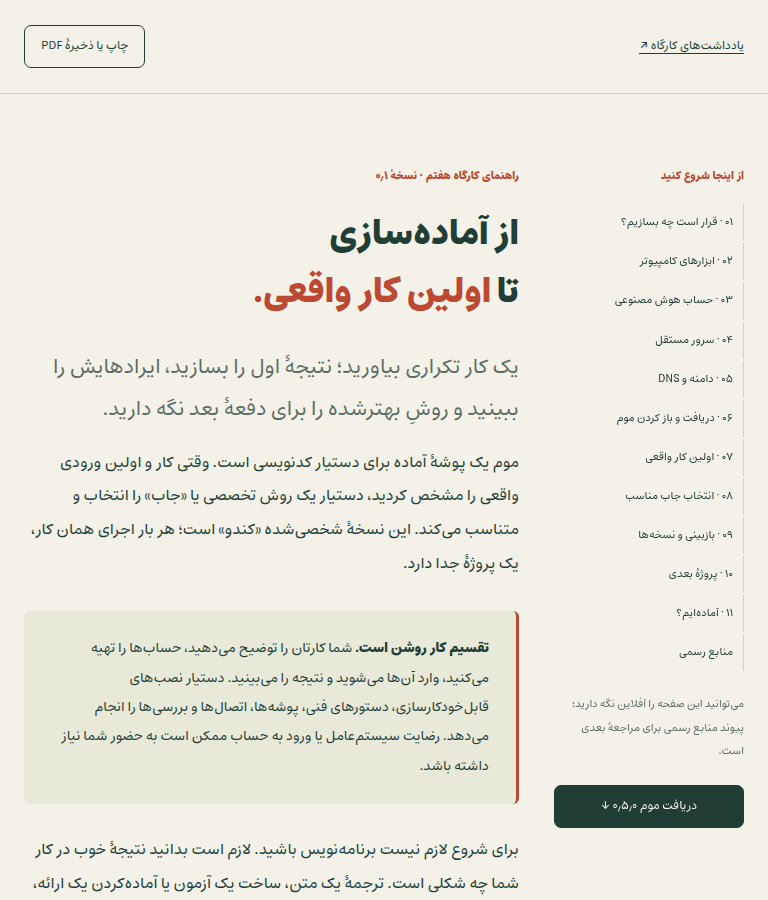 یادداشت‌های کارگاه ↗
چاپ یا ذخیرهٔ PDF
از اینجا شروع کنید
۰۱ · قرار است چه بسازیم؟
۰۲ · ابزارهای کامپیوتر
۰۳ · حساب هوش مصنوعی
۰۴ · سرور مستقل
۰۵ · دامنه و DNS
۰۶ · دریافت و باز کردن موم
۰۷ · اولین کار واقعی
۰۸ · انتخاب جاب مناسب
۰۹ · بازبینی و نسخه‌ها
۱۰ · پروژهٔ بعدی
۱۱ · آماده‌ایم؟
منابع رسمی
می‌توانید این صفحه را آفلاین نگه دارید؛
پیوند منابع رسمی برای مراجعهٔ بعدی
است.
دریافت موم ۰٫۵٫۰ ↓
راهنمای کارگاه هفتم · نسخهٔ ۰٫۱
از آماده‌سازی
تا اولین کار واقعی.
یک کار تکراری بیاورید؛ نتیجهٔ اول را بسازید، ایرادهایش را
ببینید و روشِ بهترشده را برای دفعهٔ بعد نگه دارید.
موم یک پوشهٔ آماده برای دستیار کدنویسی است. وقتی کار و اولین ورودی
واقعی را مشخص کردید، دستیار یک روش تخصصی یا «جاب» را انتخاب و
متناسب می‌کند. این نسخهٔ شخصی‌شده «کندو» است؛ هر بار اجرای همان کار،
یک پروژهٔ جدا دارد.
تقسیم کار روشن است. شما کارتان را توضیح می‌دهید، حساب‌ها را تهیه
می‌کنید، وارد آن‌ها می‌شوید و نتیجه را می‌بینید. دستیار نصب‌های
قابل‌خودکارسازی، دستورهای فنی، پوشه‌ها، اتصال‌ها و بررسی‌ها را انجام
می‌دهد. رضایت سیستم‌عامل یا ورود به حساب ممکن است به حضور شما نیاز
داشته باشد.
برای شروع لازم نیست برنامه‌نویس باشید. لازم است بدانید نتیجهٔ خوب در کار
شما چه شکلی است. ترجمهٔ یک متن، ساخت یک آزمون یا آماده‌کردن یک ارائه،